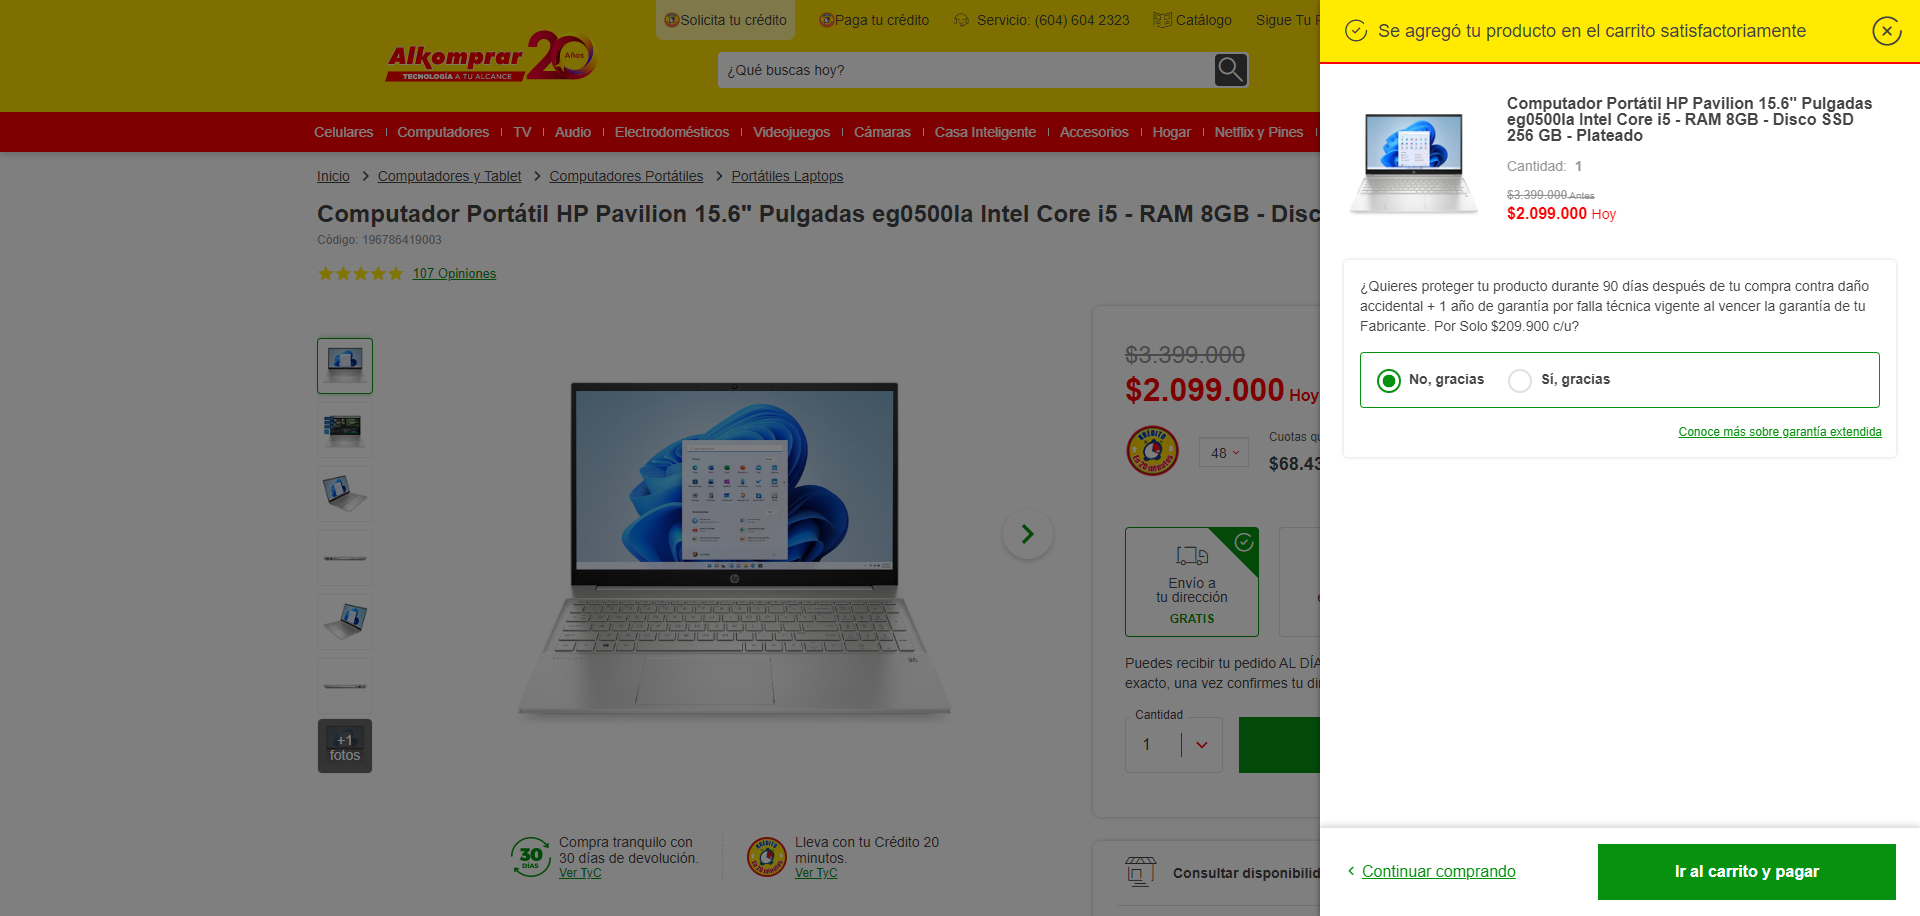 Solicita tu crédito
Paga tu crédito
Servicio: (604) 604 2323
Catálogo
Sigue Tu P
Alkomprar 20 Años
TECNOLOGÍA A TU ALCANCE
¿Qué buscas hoy?
Celulares
Computadores
TV
Audio
Electrodomésticos
Videojuegos
Cámaras
Casa Inteligente
Accesorios
Hogar
Netflix y Pines
Inicio > Computadores y Tablet > Computadores Portátiles > Portátiles Laptops
Computador Portátil HP Pavilion 15.6" Pulgadas eg0500la Intel Core i5 - RAM 8GB - Disc
Código: 196786419003
107 Opiniones
+1
fotos
$3.399.000
$2.099.000 Hoy
CRÉDITO
En 20 minutos
48
Cuotas qu
$68.43
Envío a
tu dirección
GRATIS
Puedes recibir tu pedido AL DÍA
exacto, una vez confirmes tu di
Cantidad
1
30
DÍAS
Compra tranquilo con
30 días de devolución.
Ver TyC
Lleva con tu Crédito 20
minutos.
Ver TyC
Consultar disponibilid
Se agregó tu producto en el carrito satisfactoriamente
Computador Portátil HP Pavilion 15.6" Pulgadas
eg0500la Intel Core i5 - RAM 8GB - Disco SSD
256 GB - Plateado
Cantidad: 1
$3.399.000 Antes
$2.099.000 Hoy
¿Quieres proteger tu producto durante 90 días después de tu compra contra daño
accidental + 1 año de garantía por falla técnica vigente al vencer la garantía de tu
Fabricante. Por Solo $209.900 c/u?
No, gracias
Sí, gracias
Conoce más sobre garantía extendida
Continuar comprando
Ir al carrito y pagar